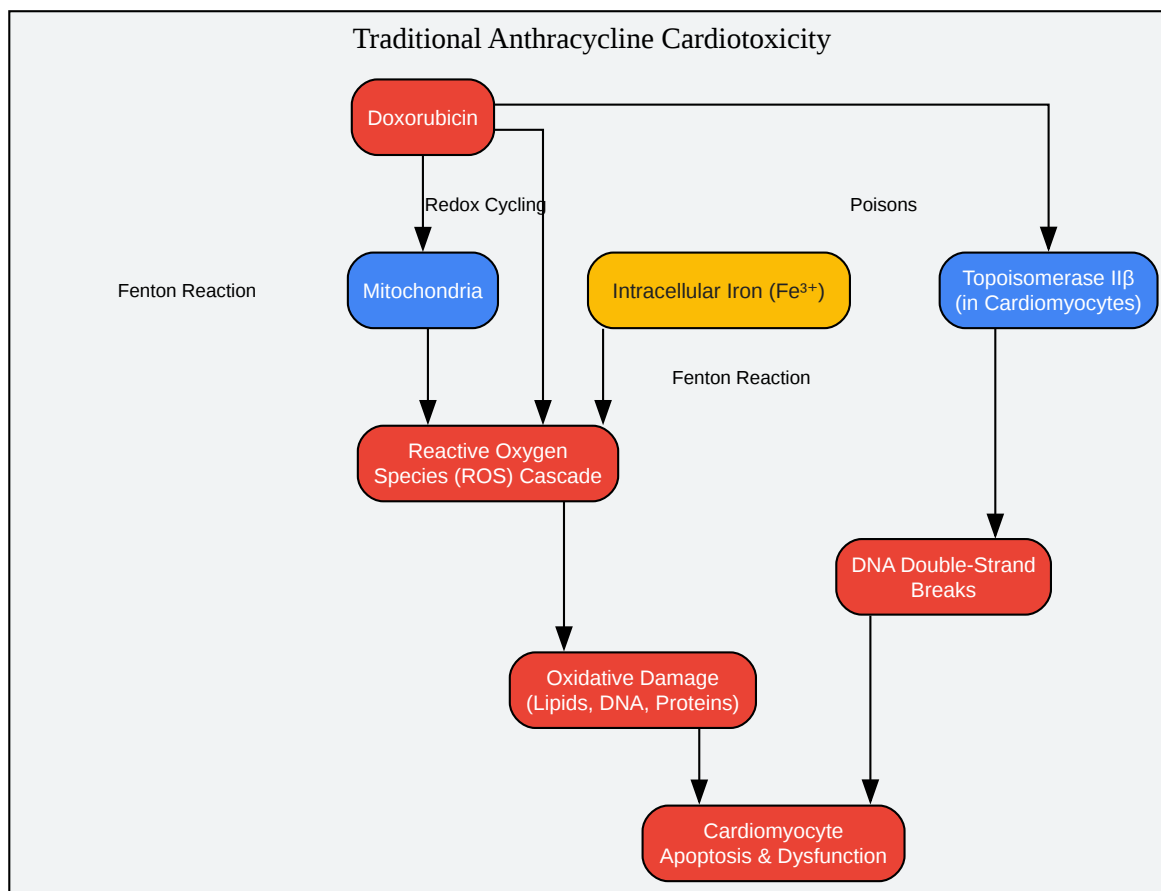 Traditional Anthracycline Cardiotoxicity
Doxorubicin
Redox Cycling
Poisons
Fenton Reaction
Mitochondria
Intracellular Iron (Fe³⁺)
Topoisomerase IIβ
(in Cardiomyocytes)
Fenton Reaction
Reactive Oxygen
Species (ROS) Cascade
DNA Double-Strand
Breaks
Oxidative Damage
(Lipids, DNA, Proteins)
Cardiomyocyte
Apoptosis & Dysfunction